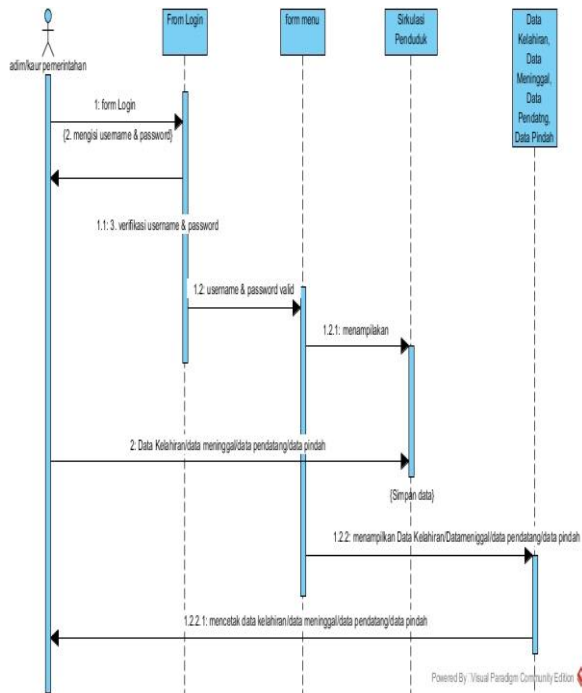 From Login
form menu
Sirkulasi
Penduduk
Data
Kelahiran,
Data
Meninggal,
Data
Pendatng,
Data Pindah
adim/kaur pemerintahan
1: form Login
{2. mengisi username & password}
1.1: 3. verifikasi username & password
1.2: username & password valid
1.2.1: menampilakan
2: Data Kelahiran/data meninggal/data pendatang/data pindah
{Simpan data}
1.2.2: menampilkan Data Kelahiran/Datameniggal/data pendatang/data pindah
1.2.2.1: mencetak data kelahiran/data meninggal/data pendatang/data pindah
Powered By Visual Paradigm Community Edition